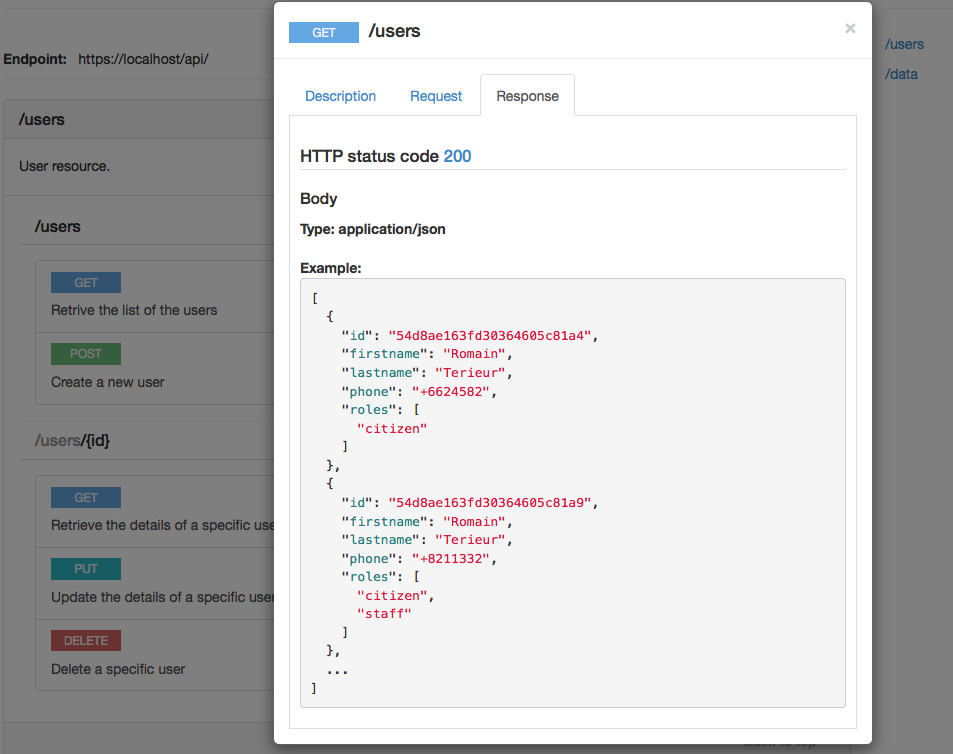 GET /users ×
Description Request Response
HTTP status code 200
Body
Type: application/json
Example:
[
  {
    "id": "54d8ae163fd30364605c81a4",
    "firstname": "Romain",
    "lastname": "Terieur",
    "phone": "+6624582",
    "roles": [
      "citizen"
    ]
  },
  {
    "id": "54d8ae163fd30364605c81a9",
    "firstname": "Romain",
    "lastname": "Terieur",
    "phone": "+8211332",
    "roles": [
      "citizen",
      "staff"
    ]
  },
  ...
]
Endpoint: https://localhost/api/
/users
User resource.
/users
GET
Retrive the list of the users
POST
Create a new user
/users/{id}
GET
Retrieve the details of a specific use
PUT
Update the details of a specific user
DELETE
Delete a specific user
/users
/data